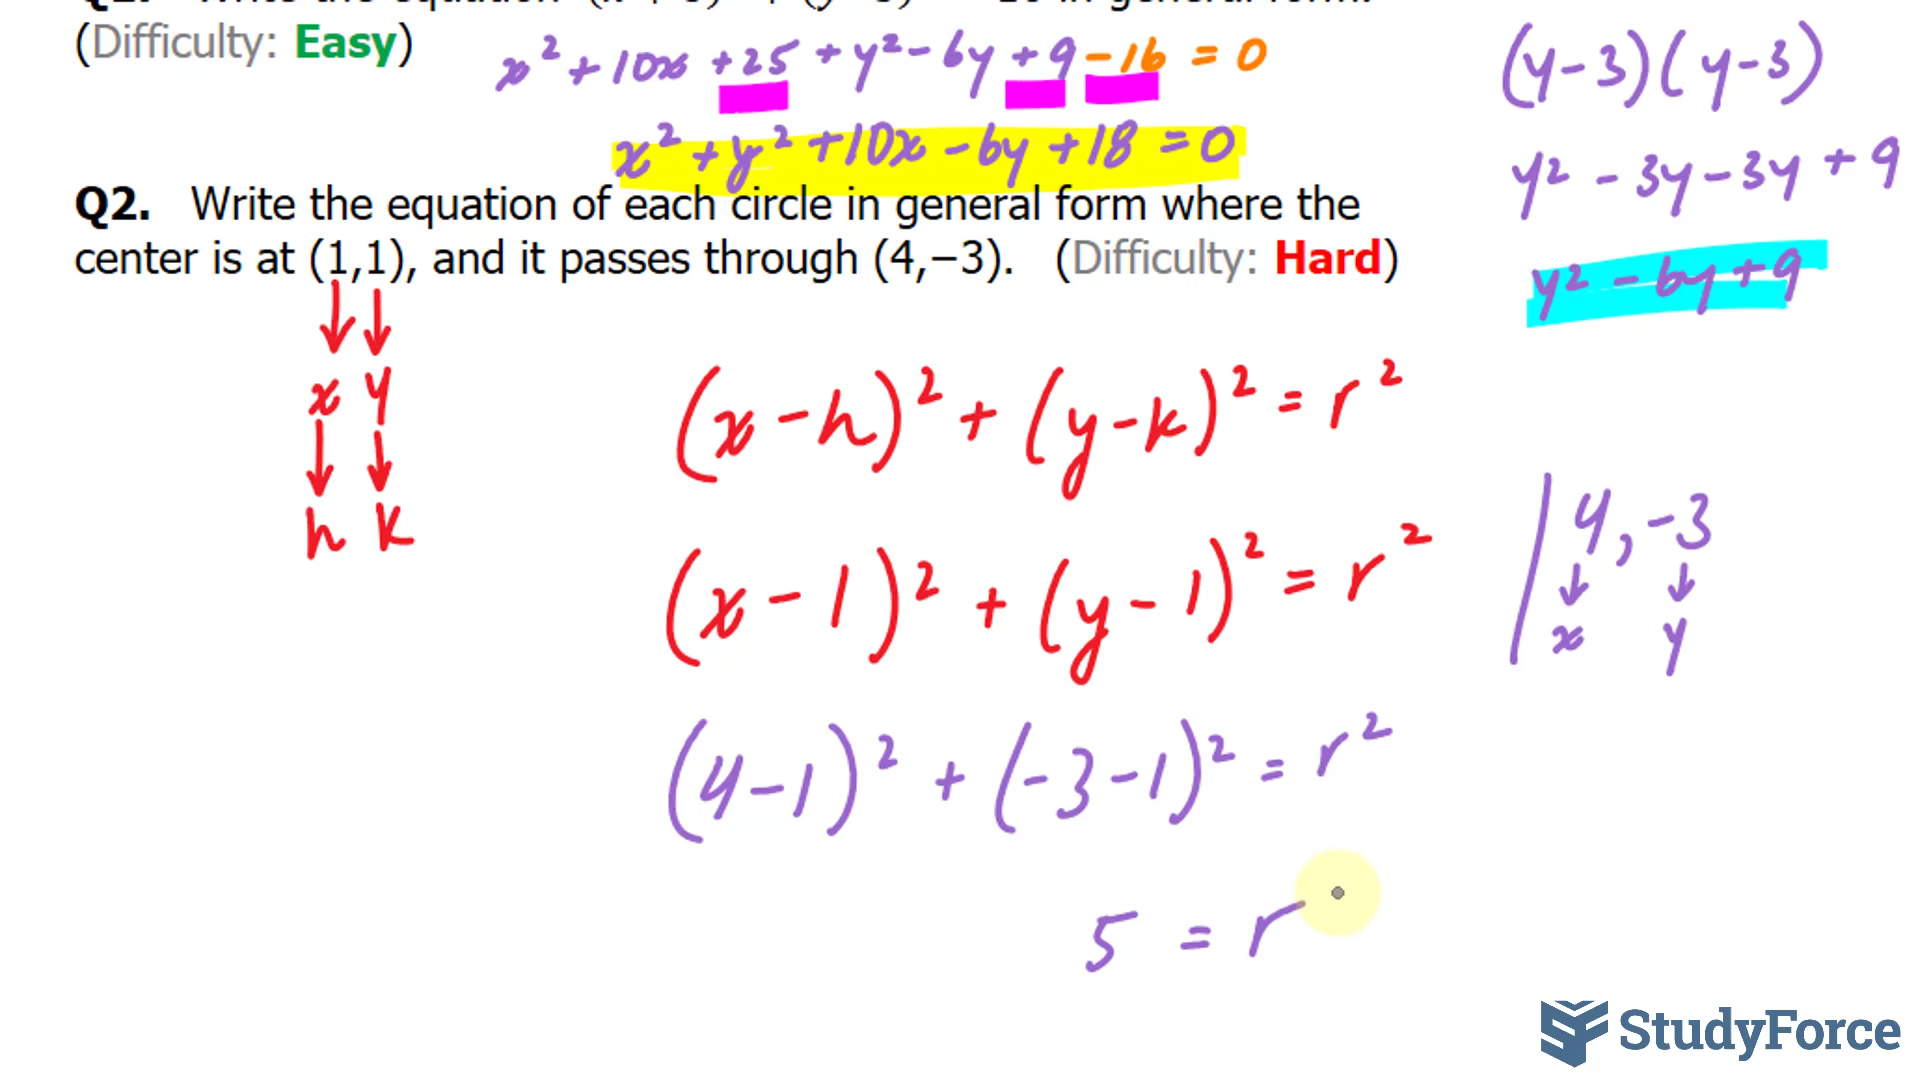 (Difficulty: Easy)
x² + 10x + 25 + y² - 6y + 9 - 16 = 0
x² + y² + 10x - 6y + 18 = 0
(y-3)(y-3)
y² - 3y - 3y + 9
y² - 6y + 9
Q2. Write the equation of each circle in general form where the
center is at (1,1), and it passes through (4,−3). (Difficulty: Hard)
x y
h k
(x - h)² + (y - k)² = r²
(x - 1)² + (y - 1)² = r²
4, -3
x y
(4 - 1)² + (-3 - 1)² = r²
5 = r
StudyForce